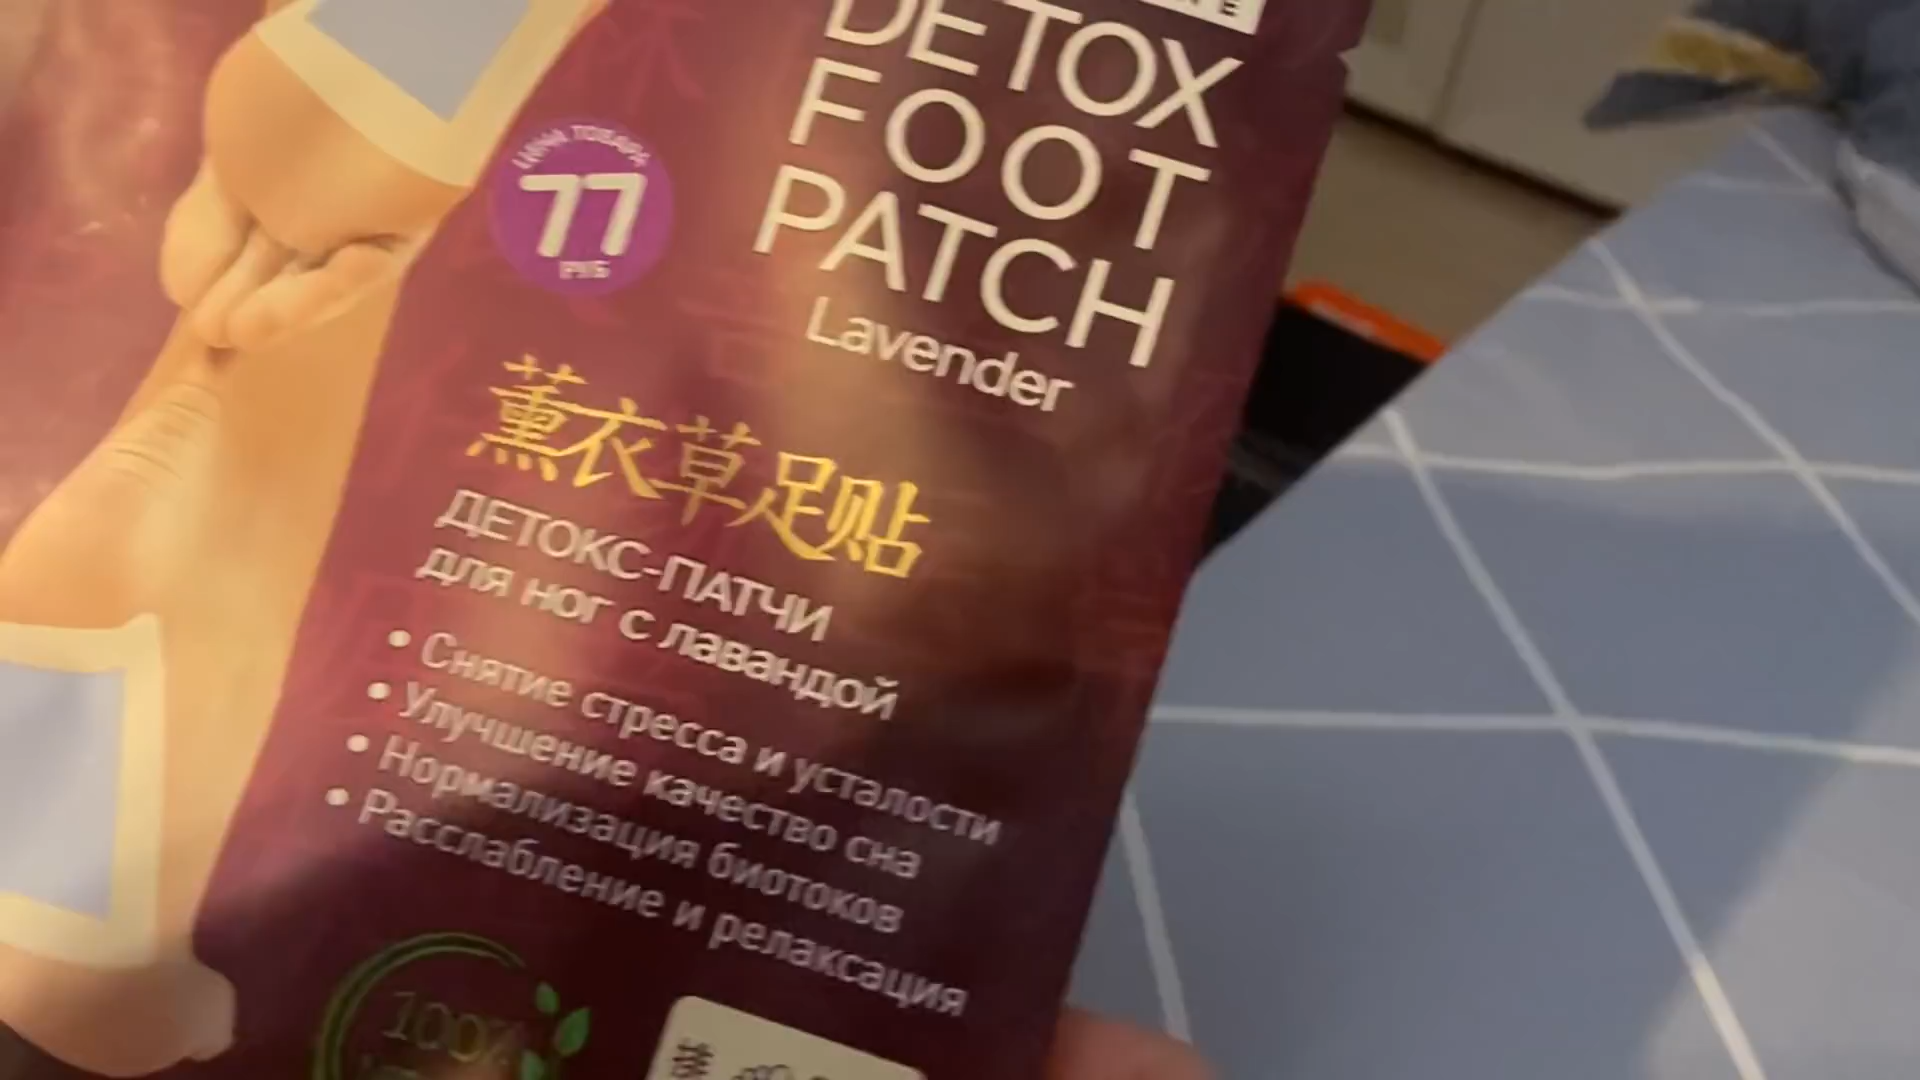 DETOX
FOOT
PATCH
Lavender
ЦЕНА ТОВАРА
77
РУБ
薰衣草足贴
ДЕТОКС-ПАТЧИ
для ног с лавандой
• Снятие стресса и усталости
• Улучшение качество сна
• Нормализация биотоков
• Расслабление и релаксация
100%